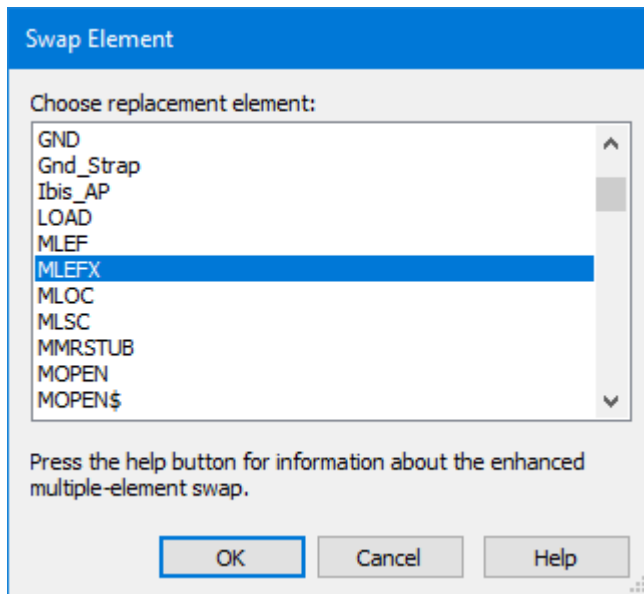 Swap Element
Choose replacement element:
GND
Gnd_Strap
Ibis_AP
LOAD
MLEF
MLEFX
MLOC
MLSC
MMRSTUB
MOPEN
MOPEN$
Press the help button for information about the enhanced
multiple-element swap.
OK
Cancel
Help